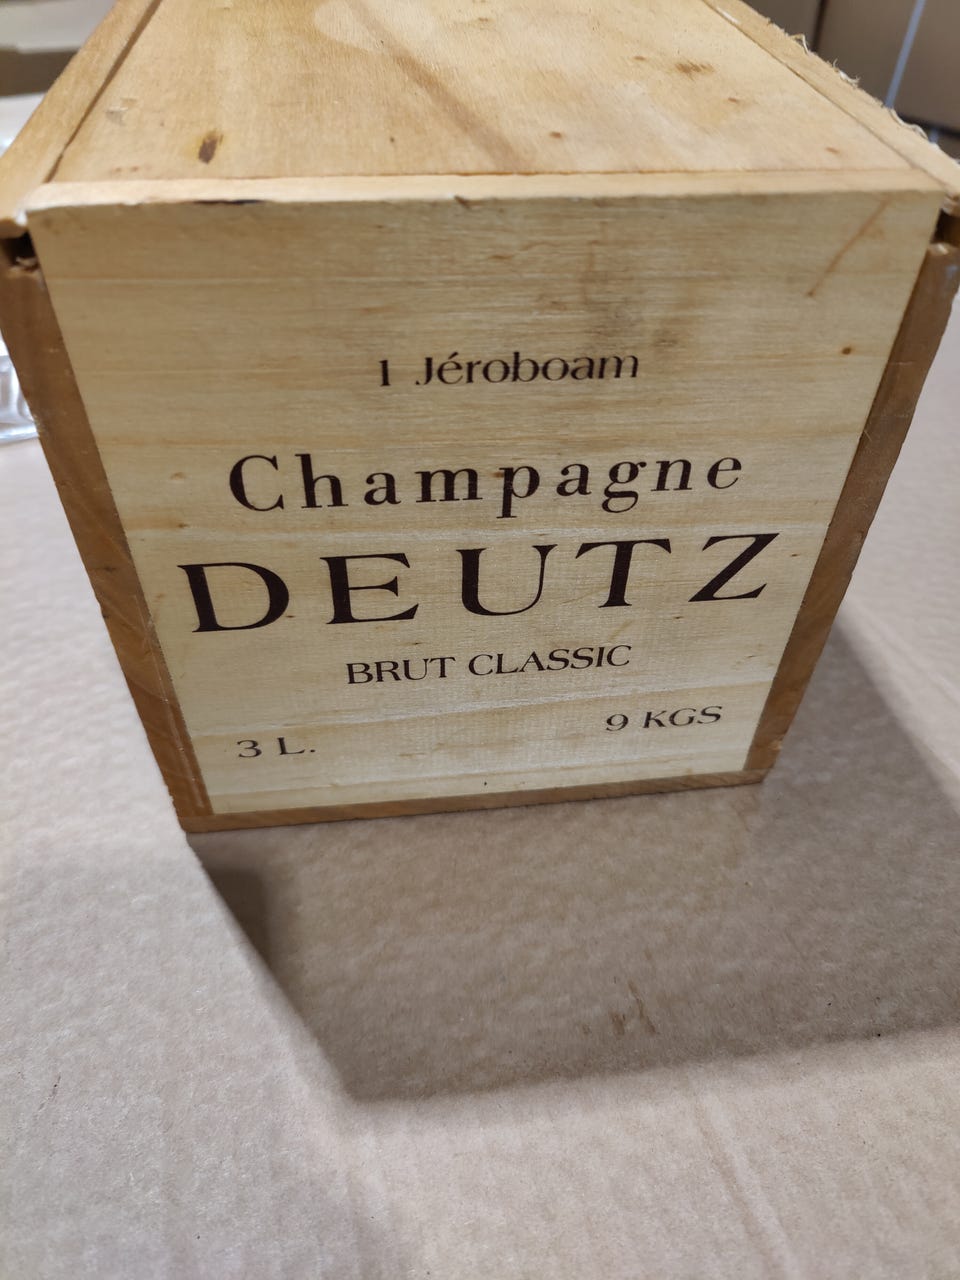 1 Jéroboam
Champagne
DEUTZ
BRUT CLASSIC
3 L. 9 KGS